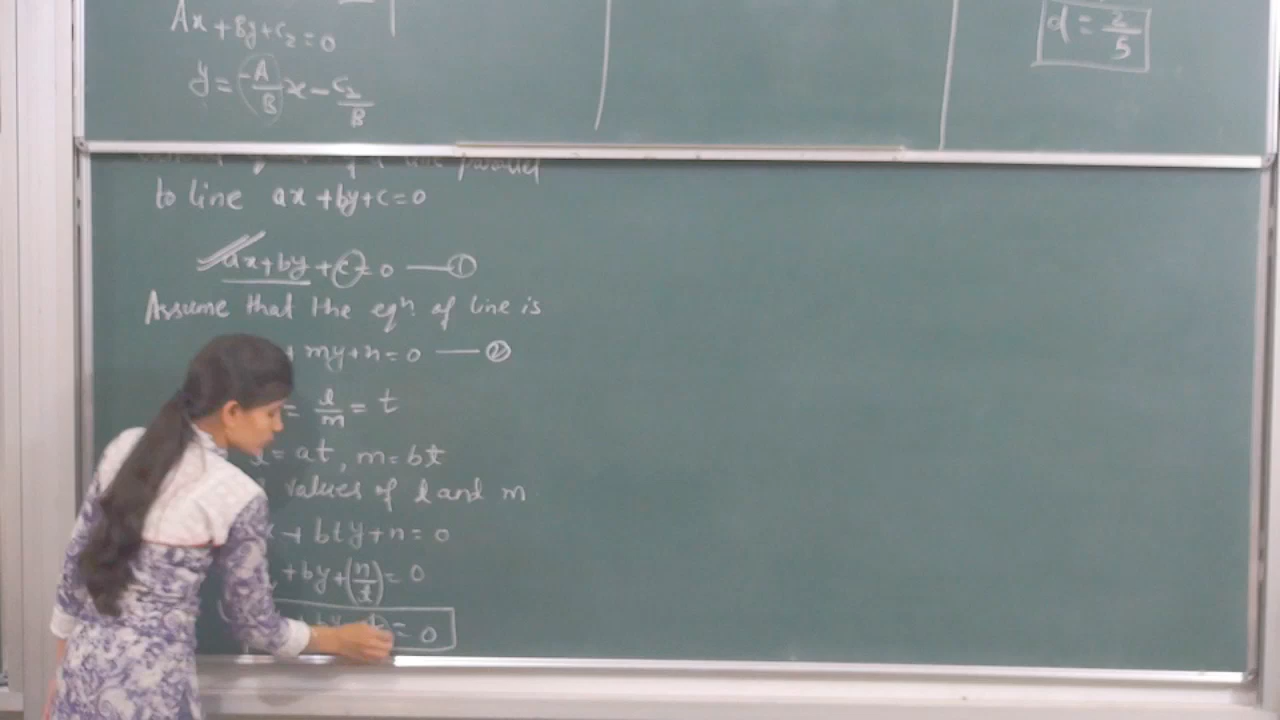 Ax+By+C₂=0
y=(-A/B)x-C₂/B
d=2/5
parallel
to line ax+by+c=0
ax+by+c=0 — ①
Assume that the eqⁿ. of line is
+ my+n=0 — ②
= l/m = t
= at, m=bt
values of l and m
+ bty+n=0
+by+(n/t)=0
= 0